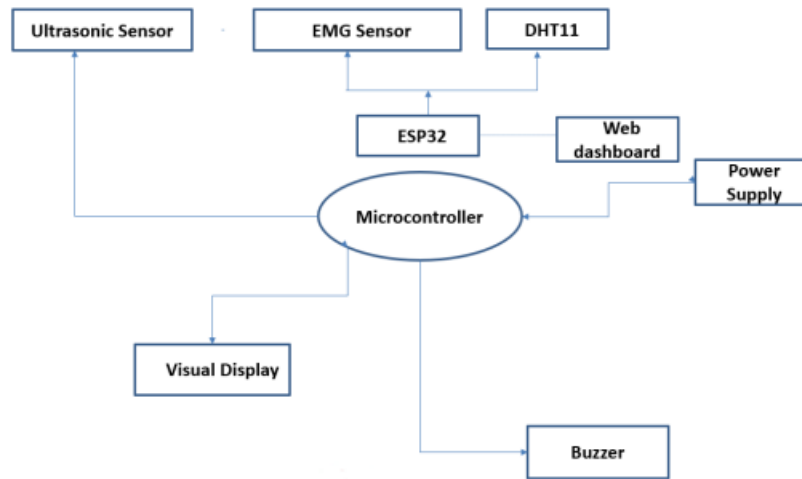 Ultrasonic Sensor
EMG Sensor
DHT11
ESP32
Web
dashboard
Power
Supply
Microcontroller
Visual Display
Buzzer